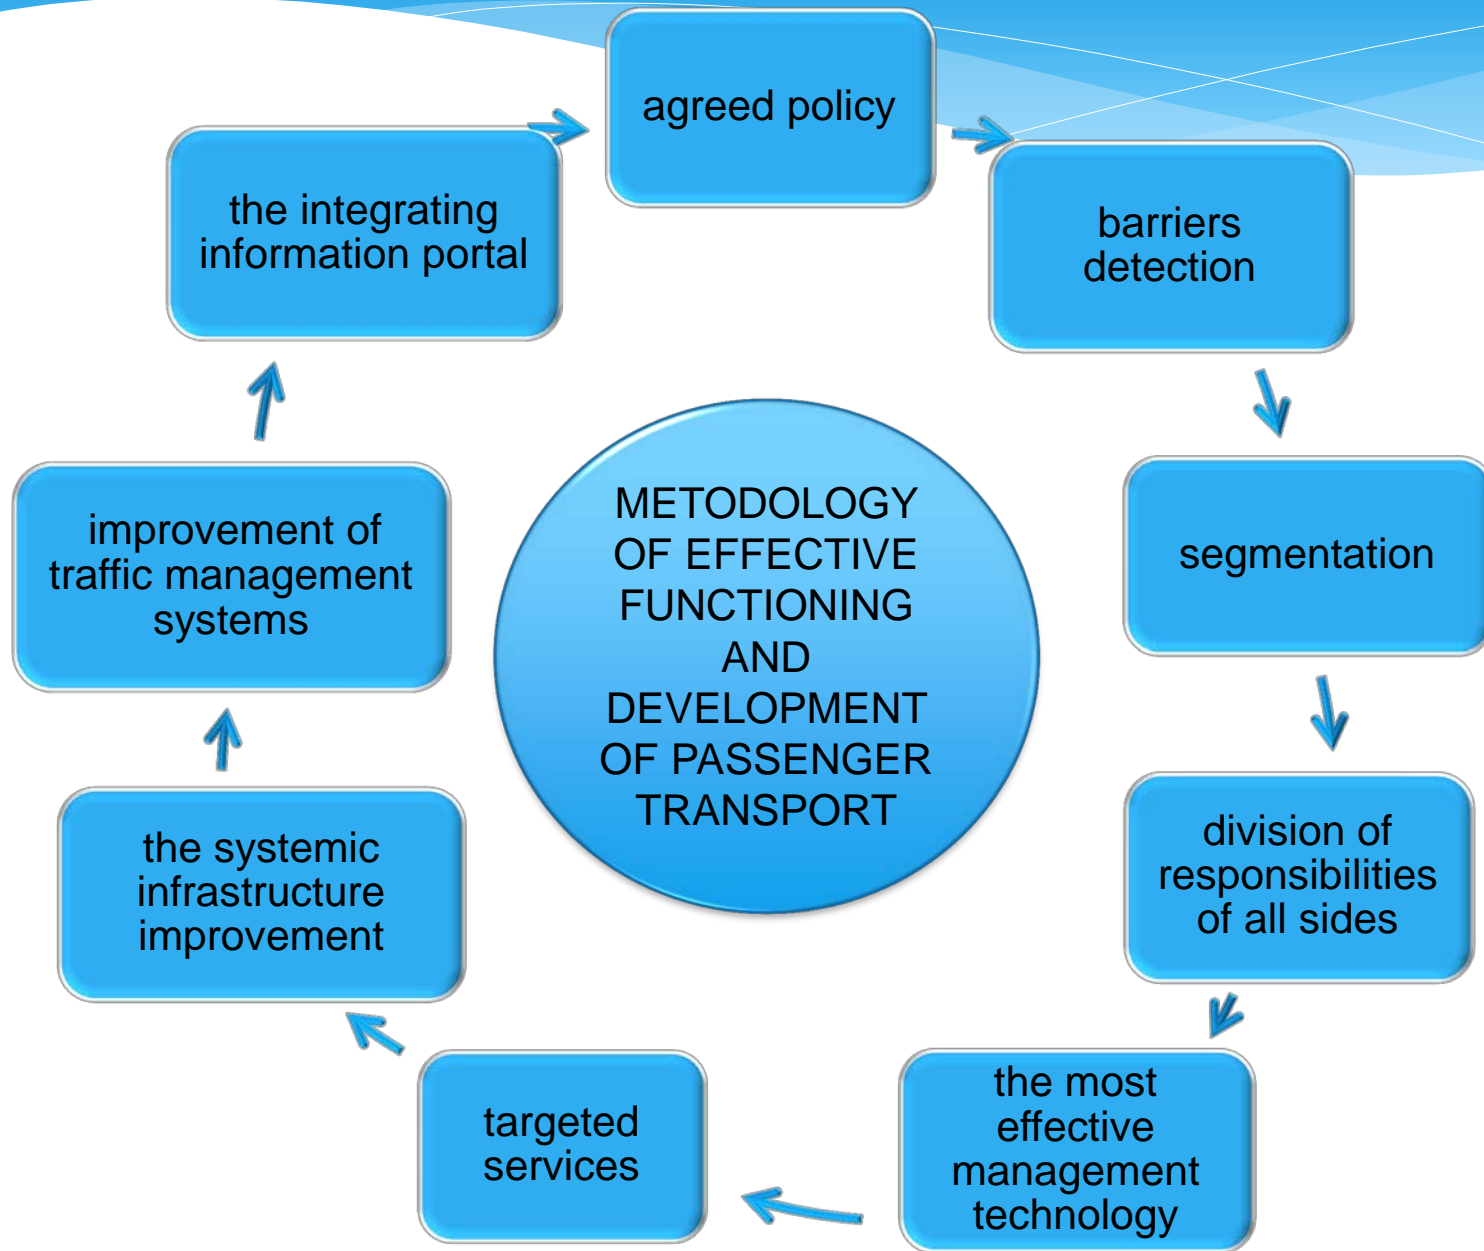 agreed policy
barriers
detection
segmentation
division of
responsibilities
of all sides
the most
effective
management
technology
targeted
services
the systemic
infrastructure
improvement
improvement of
traffic management
systems
the integrating
information portal
METODOLOGY
OF EFFECTIVE
FUNCTIONING
AND
DEVELOPMENT
OF PASSENGER
TRANSPORT